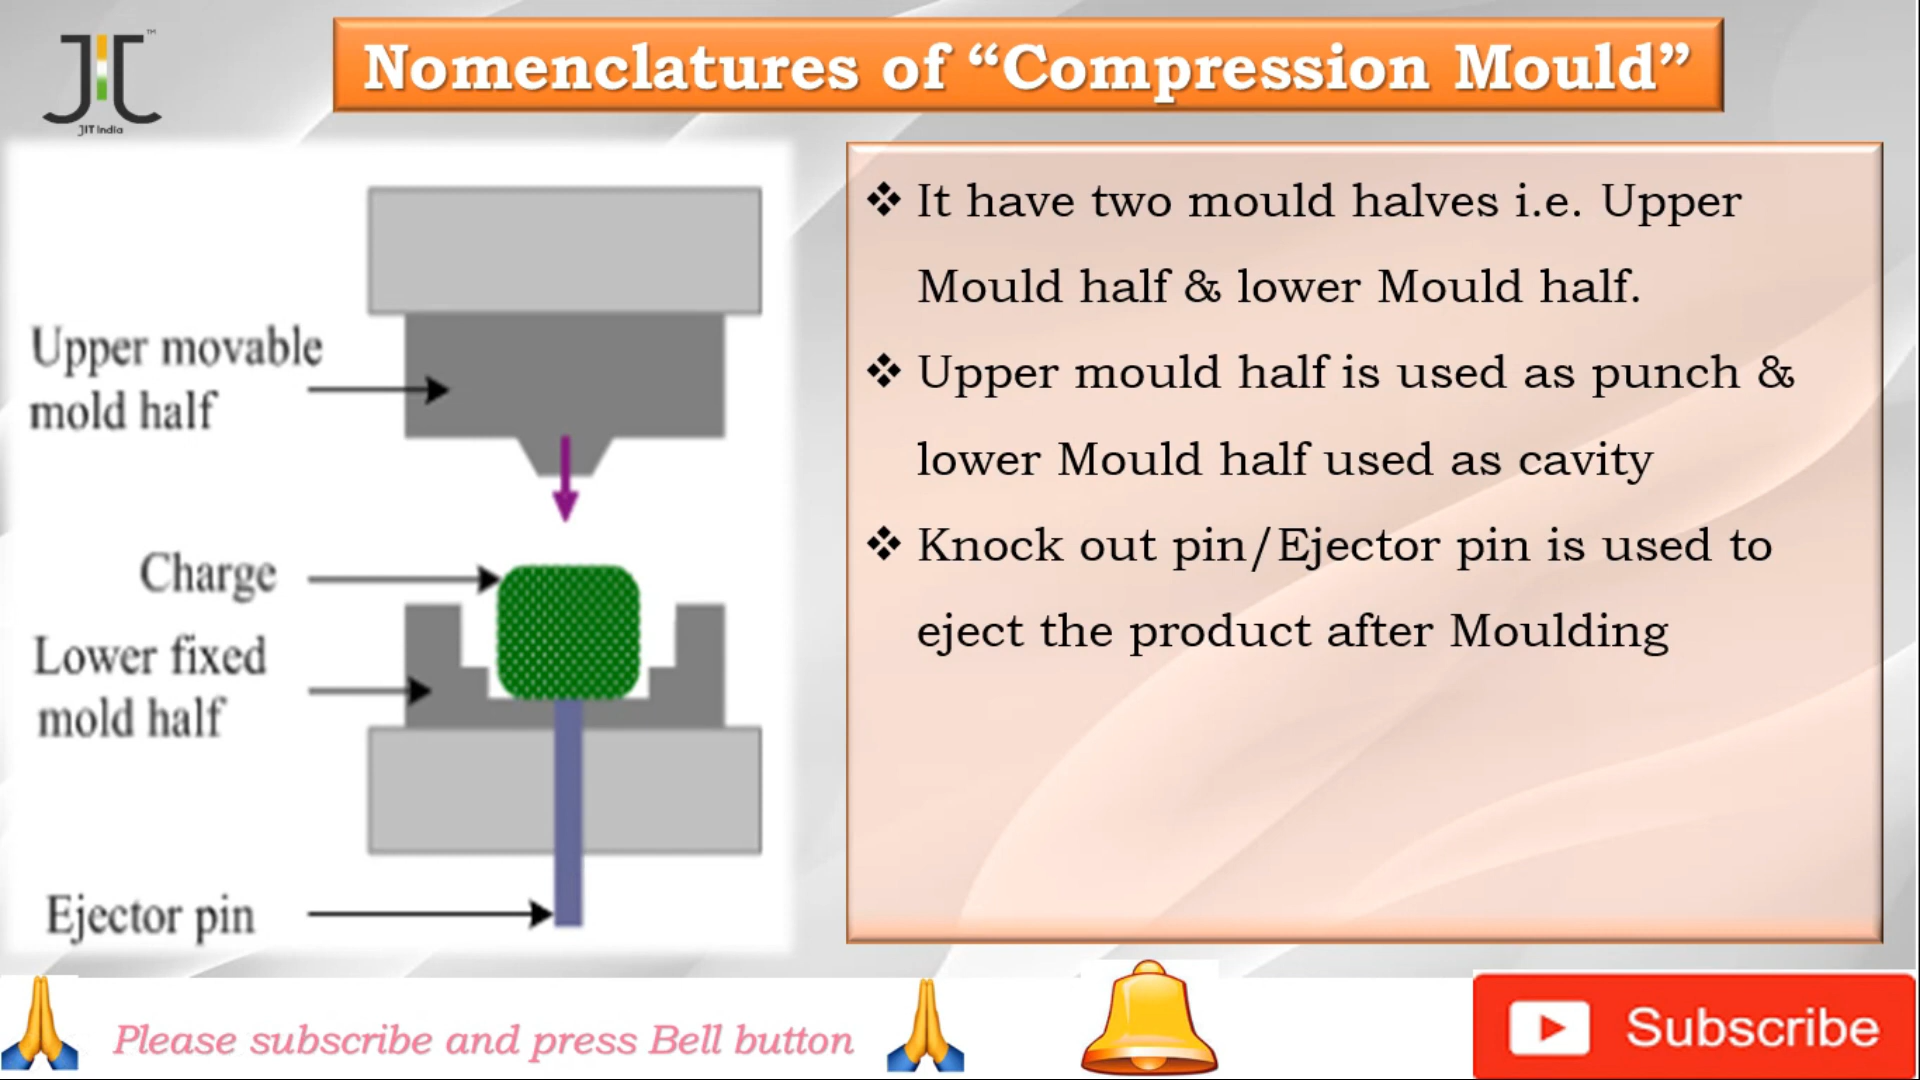 JIT India
TM
Nomenclatures of “Compression Mould”
Upper movable
mold half
Charge
Lower fixed
mold half
Ejector pin
❖ It have two mould halves i.e. Upper
Mould half & lower Mould half.
❖ Upper mould half is used as punch &
lower Mould half used as cavity
❖ Knock out pin/Ejector pin is used to
eject the product after Moulding
Please subscribe and press Bell button
Subscribe